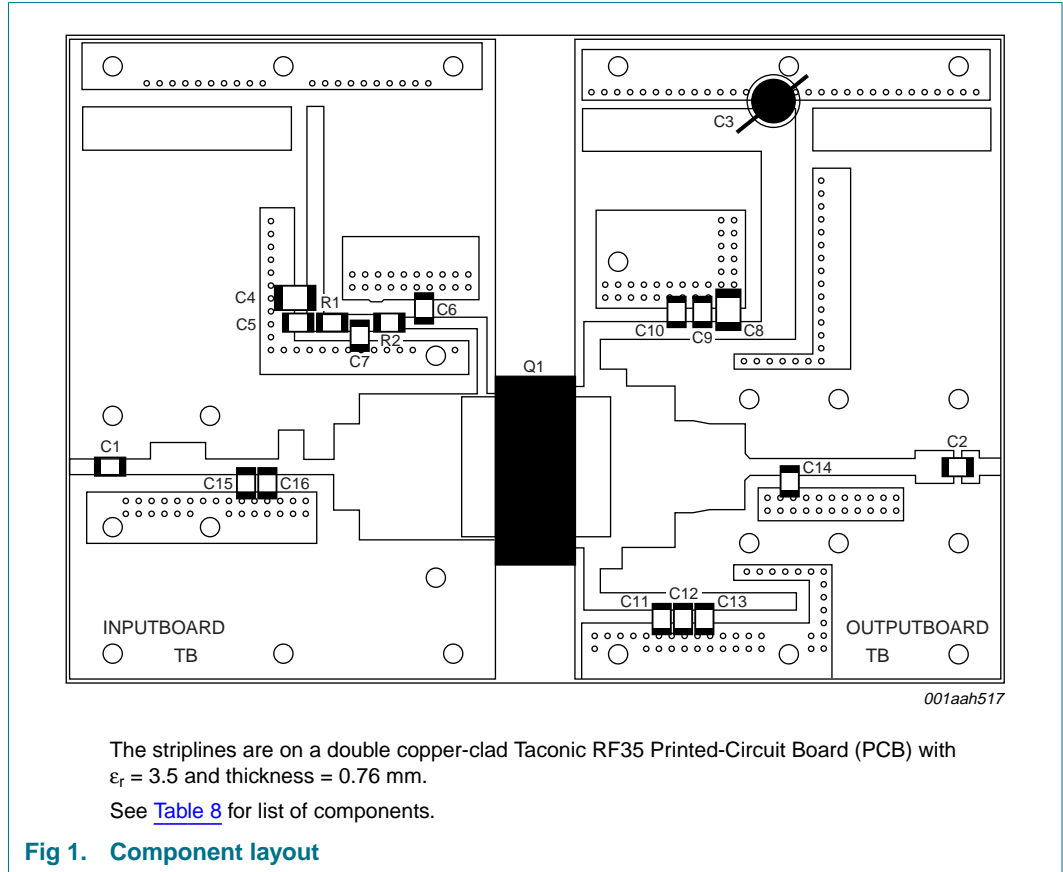 C3
C4
R1
C5
C6
R2
C7
C10
C9
C8
Q1
C1
C2
C15
C16
C14
C11
C12
C13
INPUTBOARD
TB
OUTPUTBOARD
TB
001aah517
The striplines are on a double copper-clad Taconic RF35 Printed-Circuit Board (PCB) with
εr = 3.5 and thickness = 0.76 mm.
See Table 8 for list of components.
Fig 1. Component layout